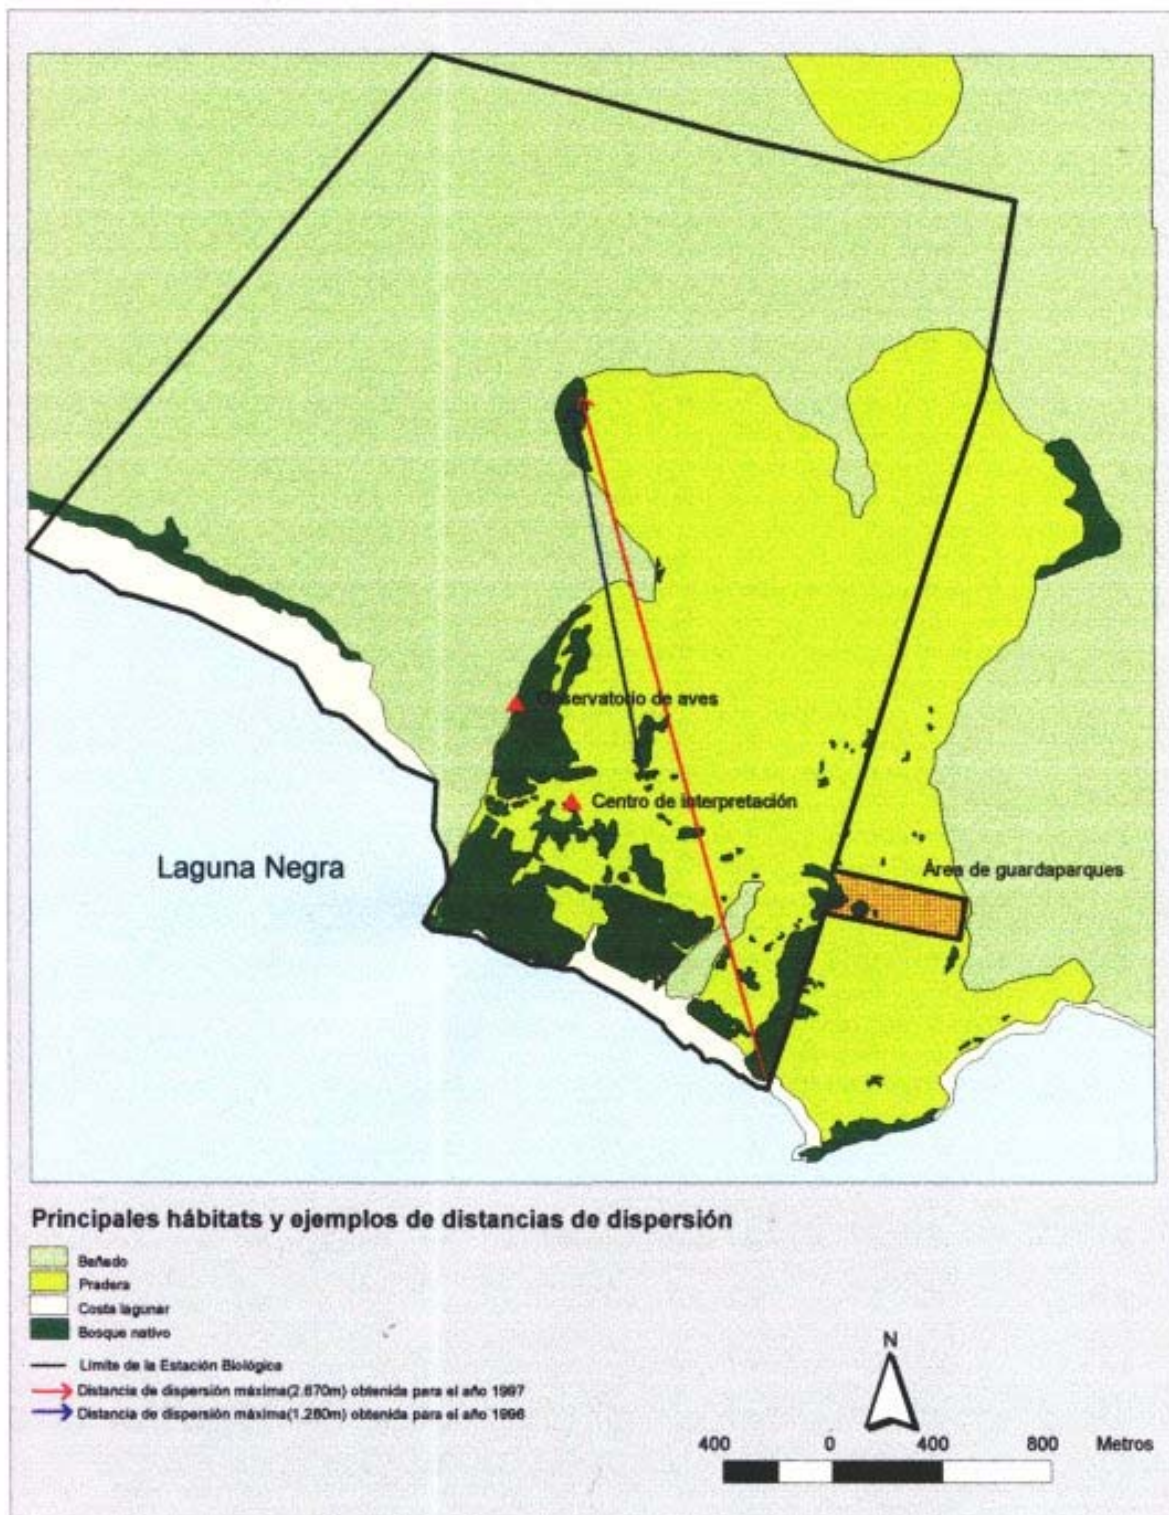 Observatorio de aves
Centro de interpretación
Laguna Negra
Área de guardaparques
Principales hábitats y ejemplos de distancias de dispersión
Bañado
Pradera
Costa lagunar
Bosque nativo
Límite de la Estación Biológica
Distancia de dispersión máxima(2.670m) obtenida para el año 1997
Distancia de dispersión máxima(1.260m) obtenida para el año 1996
N
400 0 400 800 Metros